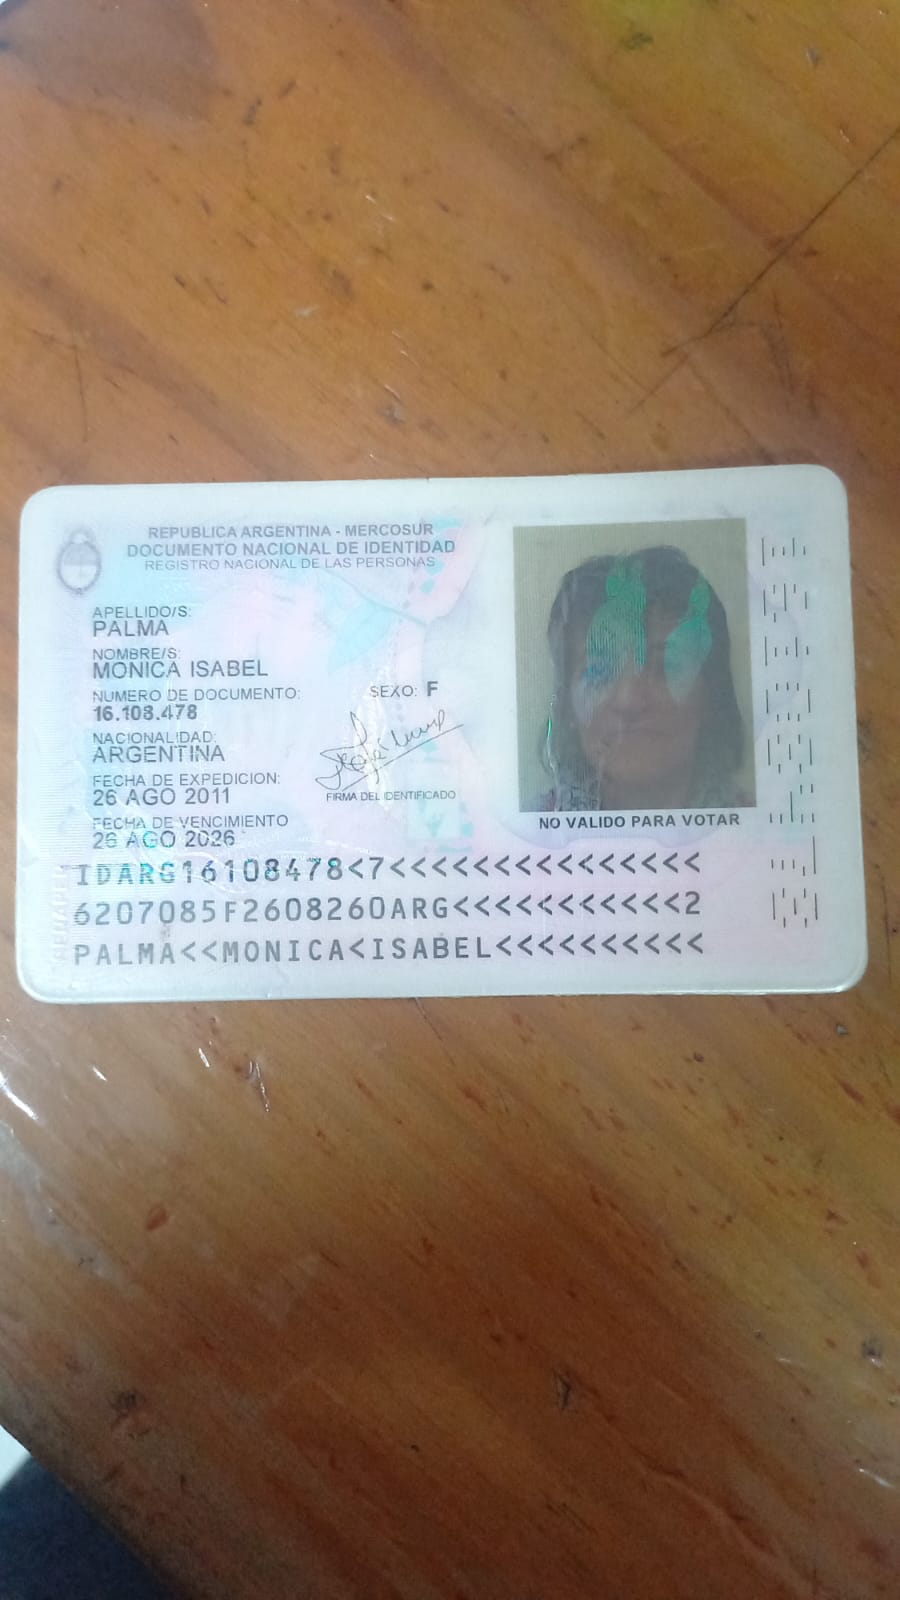 REPUBLICA ARGENTINA - MERCOSUR
DOCUMENTO NACIONAL DE IDENTIDAD
REGISTRO NACIONAL DE LAS PERSONAS
APELLIDO/S:
PALMA
NOMBRE/S:
MONICA ISABEL
NUMERO DE DOCUMENTO:
16.108.478
SEXO: F
NACIONALIDAD:
ARGENTINA
FECHA DE EXPEDICION:
26 AGO 2011
FIRMA DEL IDENTIFICADO
FECHA DE VENCIMIENTO
26 AGO 2026
NO VALIDO PARA VOTAR
IDARG16108478<7<<<<<<<<<<<<<<<
6207085F2608260ARG<<<<<<<<<<<2
PALMA<<MONICA<ISABEL<<<<<<<<<<